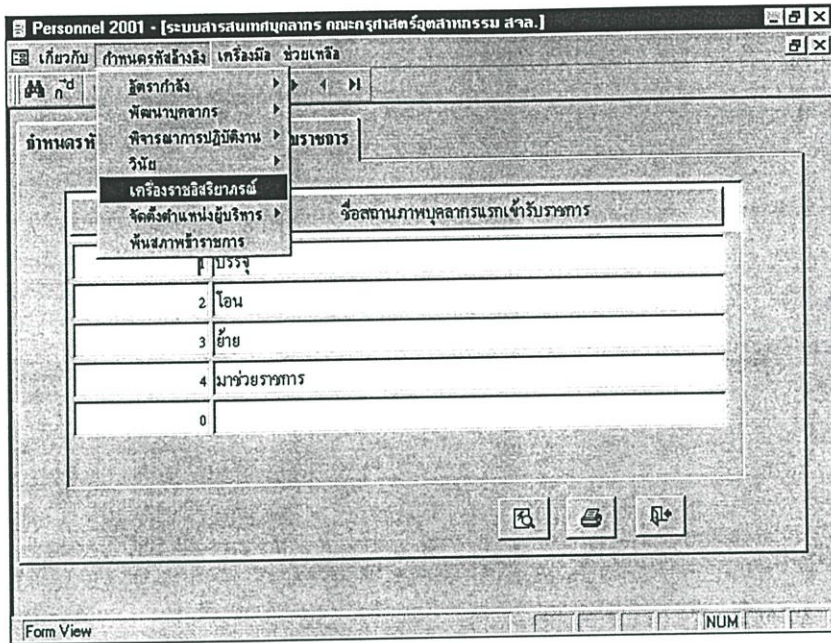 Personnel 2001 - [ระบบสารสนเทศบุคลากร คณะครุศาสตร์อุตสาหกรรม สจล.]
เกี่ยวกับ กำหนดรหัสอ้างอิง เครื่องมือ ช่วยเหลือ
อัตรากำลัง
พัฒนาบุคลากร
กำหนดรหั พิจารณาการปฏิบัติงาน บราชการ
วินัย
เครื่องราชอิสริยาภรณ์
จัดตั้งตำแหน่งผู้บริหาร ชื่อสถานภาพบุคลากรแรกเข้ารับราชการ
พ้นสภาพข้าราชการ
1 บรรจุ
2 โอน
3 ย้าย
4 มาช่วยราชการ
0
Form View NUM